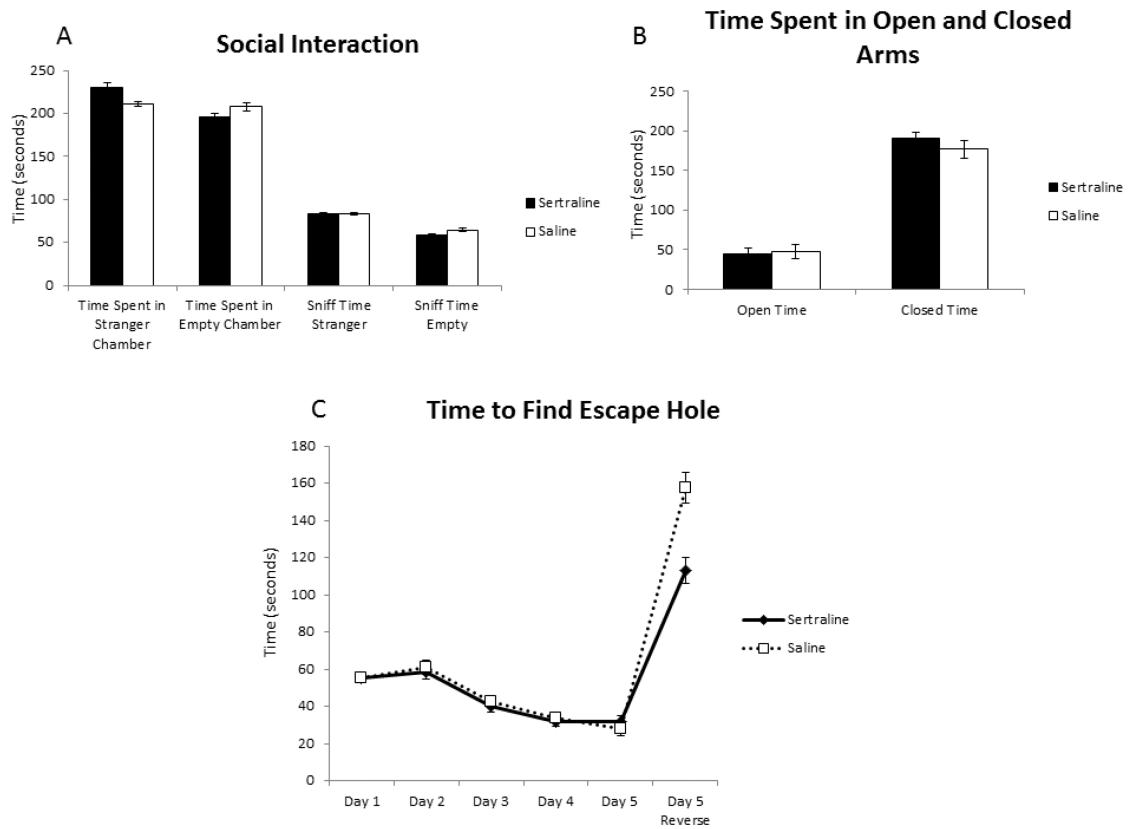 A
Social Interaction
Time (seconds)
250
200
150
100
50
0
Time Spent in
Stranger
Chamber
Time Spent in
Empty Chamber
Sniff Time
Stranger
Sniff Time
Empty
Sertraline
Saline
B
Time Spent in Open and Closed
Arms
Time (seconds)
250
200
150
100
50
0
Open Time
Closed Time
Sertraline
Saline
C
Time to Find Escape Hole
Time (seconds)
180
160
140
120
100
80
60
40
20
0
Day 1
Day 2
Day 3
Day 4
Day 5
Day 5
Reverse
Sertraline
Saline